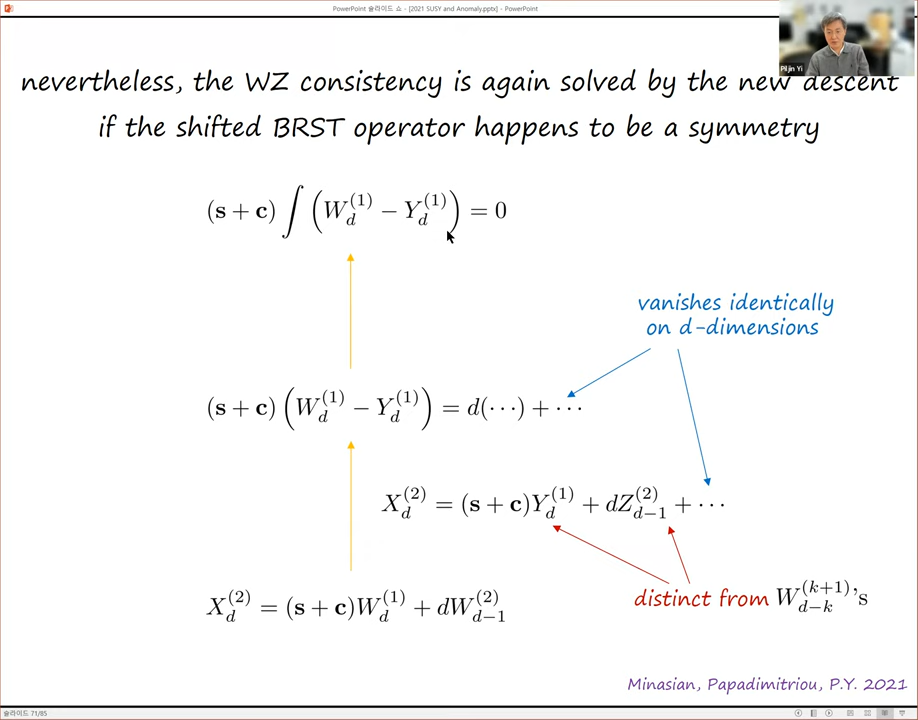 PowerPoint 슬라이드 쇼 - [2021 SUSY and Anomaly.pptx] - PowerPoint
Piljin Yi
nevertheless, the WZ consistency is again solved by the new descent
if the shifted BRST operator happens to be a symmetry
(s + c) ∫ (W_d^{(1)} − Y_d^{(1)}) = 0
vanishes identically
on d-dimensions
(s + c) (W_d^{(1)} − Y_d^{(1)}) = d(···) + ···
X_d^{(2)} = (s + c)Y_d^{(1)} + dZ_{d−1}^{(2)} + ···
distinct from W_{d−k}^{(k+1)}'s
X_d^{(2)} = (s + c)W_d^{(1)} + dW_{d−1}^{(2)}
Minasian, Papadimitriou, P.Y. 2021
슬라이드 71/85